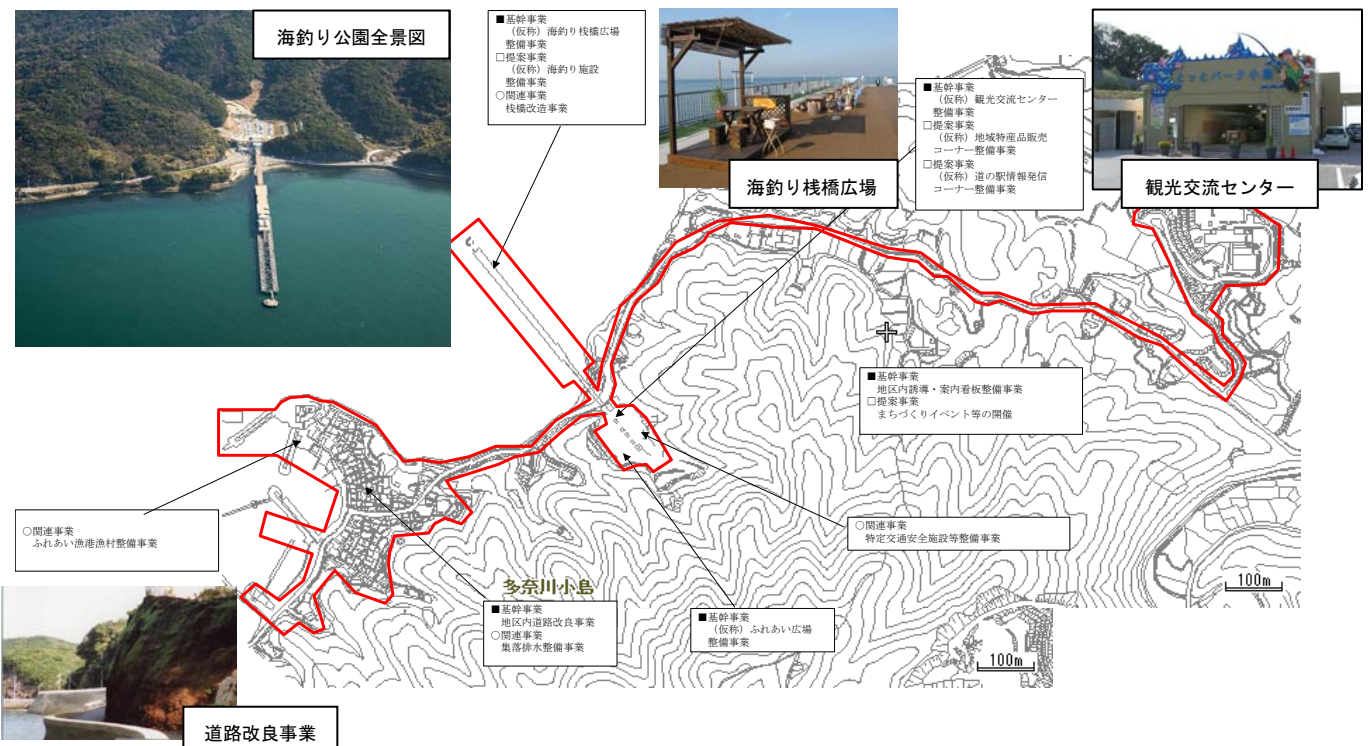 海釣り公園全景図
■基幹事業
（仮称）海釣り桟橋広場
整備事業
□提案事業
（仮称）海釣り施設
整備事業
○関連事業
桟橋改造事業
海釣り桟橋広場
■基幹事業
（仮称）観光交流センター
整備事業
□提案事業
（仮称）地域特産品販売
コーナー整備事業
□提案事業
（仮称）道の駅情報発信
コーナー整備事業
とっとパーク小島
観光交流センター
■基幹事業
地区内誘導・案内看板整備事業
□提案事業
まちづくりイベント等の開催
○関連事業
ふれあい漁港漁村整備事業
○関連事業
特定交通安全施設等整備事業
多奈川小島
■基幹事業
地区内道路改良事業
○関連事業
集落排水整備事業
■基幹事業
（仮称）ふれあい広場
整備事業
100m
100m
道路改良事業